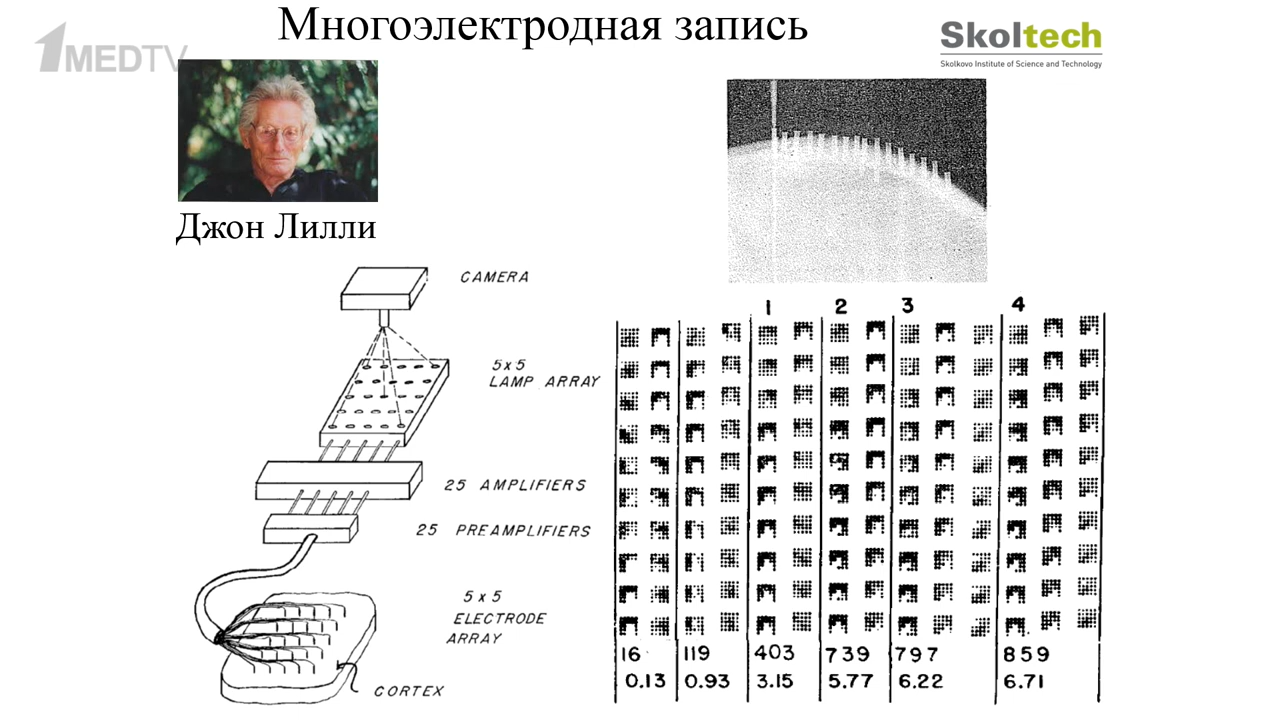 Многоэлектродная запись
1MEDTV
Skoltech
Skolkovo Institute of Science and Technology
Джон Лилли
CAMERA
5x5
LAMP ARRAY
25 AMPLIFIERS
25 PREAMPLIFIERS
5 x 5
ELECTRODE
ARRAY
CORTEX
1 2 3 4
16 119 403 739 797 859
0.13 0.93 3.15 5.77 6.22 6.71